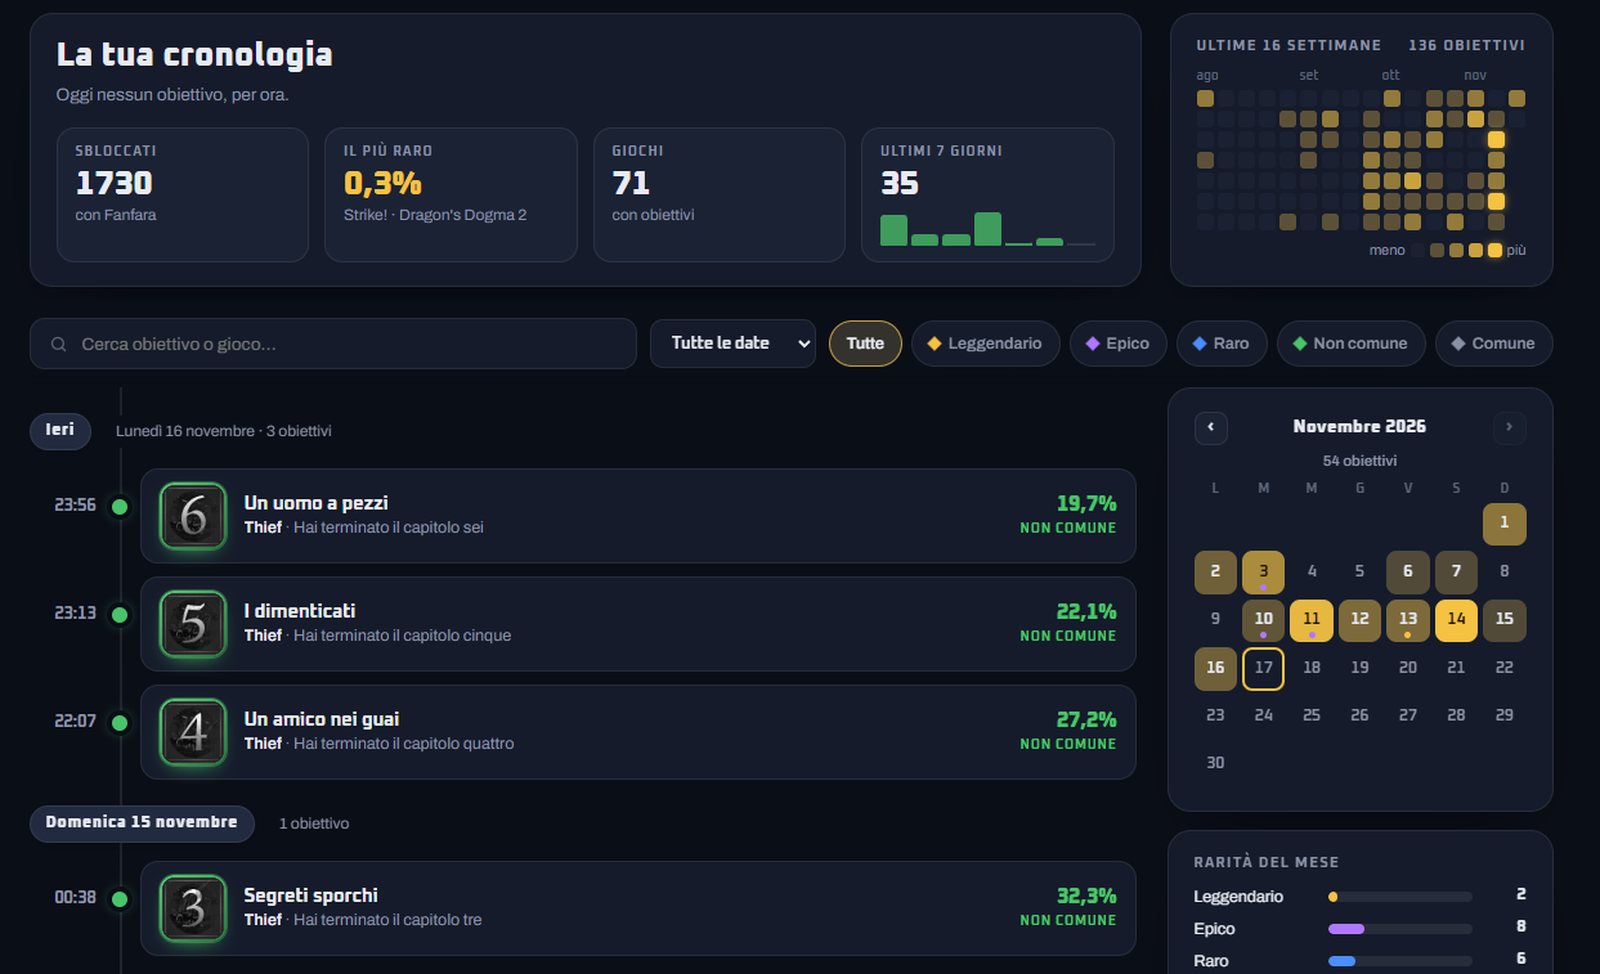 La tua cronologia
Oggi nessun obiettivo, per ora.
SBLOCCATI
1730
con Fanfara
IL PIÙ RARO
0,3%
Strike! · Dragon's Dogma 2
GIOCHI
71
con obiettivi
ULTIMI 7 GIORNI
35
ULTIME 16 SETTIMANE 136 OBIETTIVI
ago set ott nov
meno più
Cerca obiettivo o gioco...
Tutte le date
Tutte
Leggendario
Epico
Raro
Non comune
Comune
Ieri
Lunedì 16 novembre · 3 obiettivi
23:56
6
Un uomo a pezzi
Thief · Hai terminato il capitolo sei
19,7%
NON COMUNE
23:13
5
I dimenticati
Thief · Hai terminato il capitolo cinque
22,1%
NON COMUNE
22:07
4
Un amico nei guai
Thief · Hai terminato il capitolo quattro
27,2%
NON COMUNE
Domenica 15 novembre
1 obiettivo
00:38
3
Segreti sporchi
Thief · Hai terminato il capitolo tre
32,3%
NON COMUNE
‹ Novembre 2026 ›
54 obiettivi
L M M G V S D
1
2 3 4 5 6 7 8
9 10 11 12 13 14 15
16 17 18 19 20 21 22
23 24 25 26 27 28 29
30
RARITÀ DEL MESE
Leggendario 2
Epico 8
Raro 6